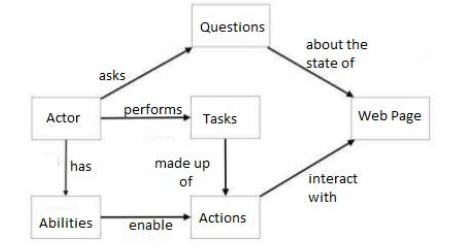 Questions
about the
state of
asks
Actor
performs
Tasks
Web Page
has
made up
of
interact
with
Abilities
enable
Actions